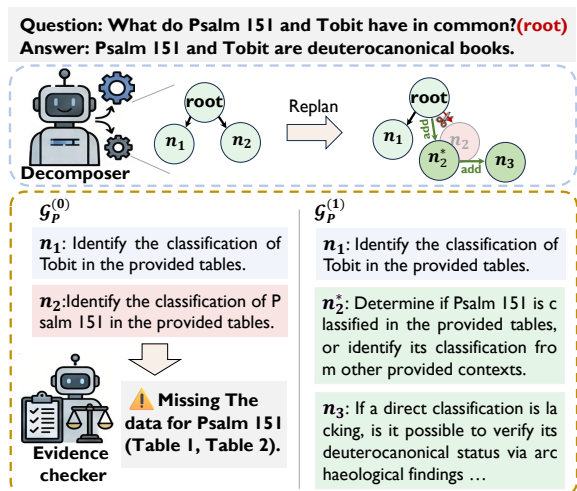 Question: What do Psalm 151 and Tobit have in common?(root)
Answer: Psalm 151 and Tobit are deuterocanonical books.
Decomposer
root
n₁
n₂
Replan
root
n₁
add
n₂
n₂*
add
n₃
𝒢_P^(0)
n₁: Identify the classification of
Tobit in the provided tables.
n₂:Identify the classification of P
salm 151 in the provided tables.
Missing The
data for Psalm 151
(Table 1, Table 2).
Evidence
checker
𝒢_P^(1)
n₁: Identify the classification of
Tobit in the provided tables.
n₂*: Determine if Psalm 151 is c
lassified in the provided tables,
or identify its classification fro
m other provided contexts.
n₃: If a direct classification is la
cking, is it possible to verify its
deuterocanonical status via arc
haeological findings ...